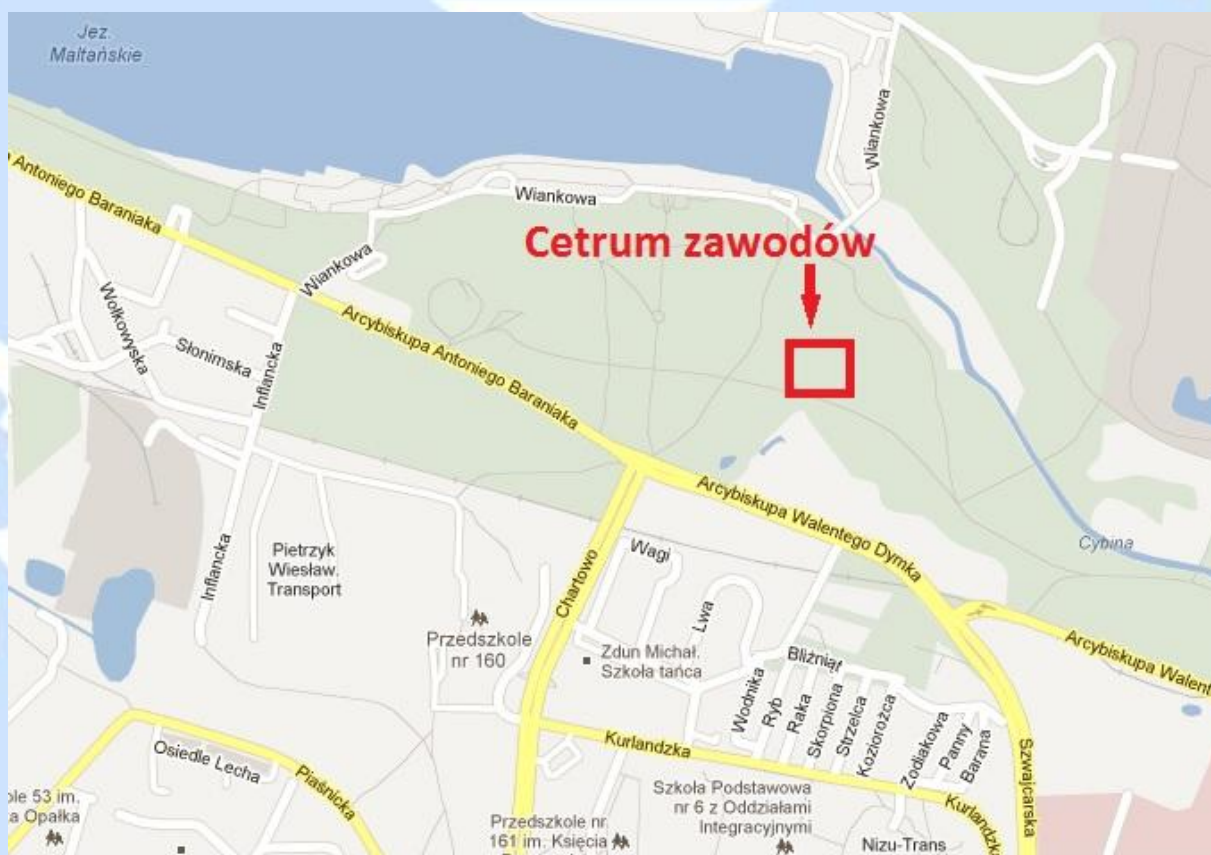 Jez.
Maltańskie
Wiankowa
Wiankowa
Cetrum zawodów
Antoniego Baraniaka
Wiankowa
Wołkowyska
Słonimska
Inflancka
Arcybiskupa Antoniego Baraniaka
Arcybiskupa Walentego Dymka
Cybina
Inflancka
Pietrzyk
Wiesław.
Transport
Chartowo
Wagi
Lwa
Przedszkole
nr 160
Zdun Michał.
Szkoła tańca
Bliźniąt
Arcybiskupa
Wodnika
Ryb
Raka
Skorpiona
Strzelca
Koziorożca
Zodiakowa
Panny
Barana
Szwajcarska
Kurlandzka
Osiedle Lecha
Piaśnicka
53 im.
Opałka
Szkoła Podstawowa
nr 6 z Oddziałami
Integracyjnymi
Kurlandzka
Przedszkole nr
161 im. Księcia
Nizu-Trans